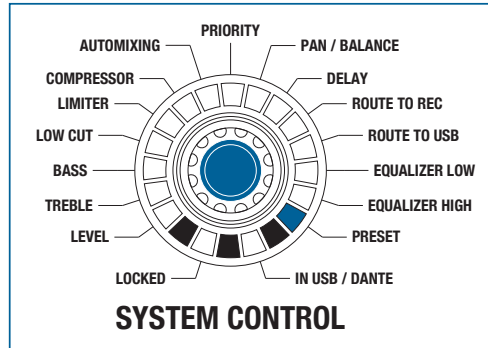 PRIORITY
AUTOMIXING
PAN / BALANCE
COMPRESSOR
DELAY
LIMITER
ROUTE TO REC
LOW CUT
ROUTE TO USB
BASS
EQUALIZER LOW
TREBLE
EQUALIZER HIGH
LEVEL
PRESET
LOCKED
IN USB / DANTE
SYSTEM CONTROL